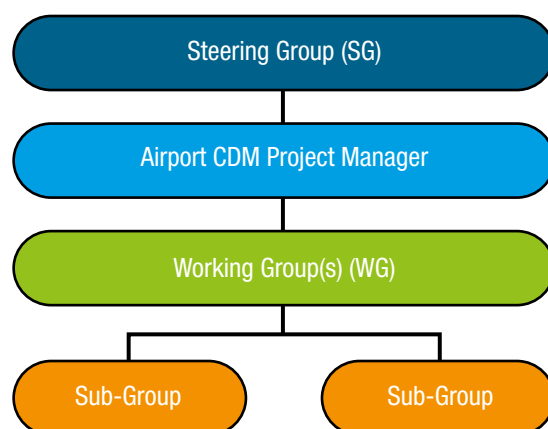 Steering Group (SG)
Airport CDM Project Manager
Working Group(s) (WG)
Sub-Group
Sub-Group